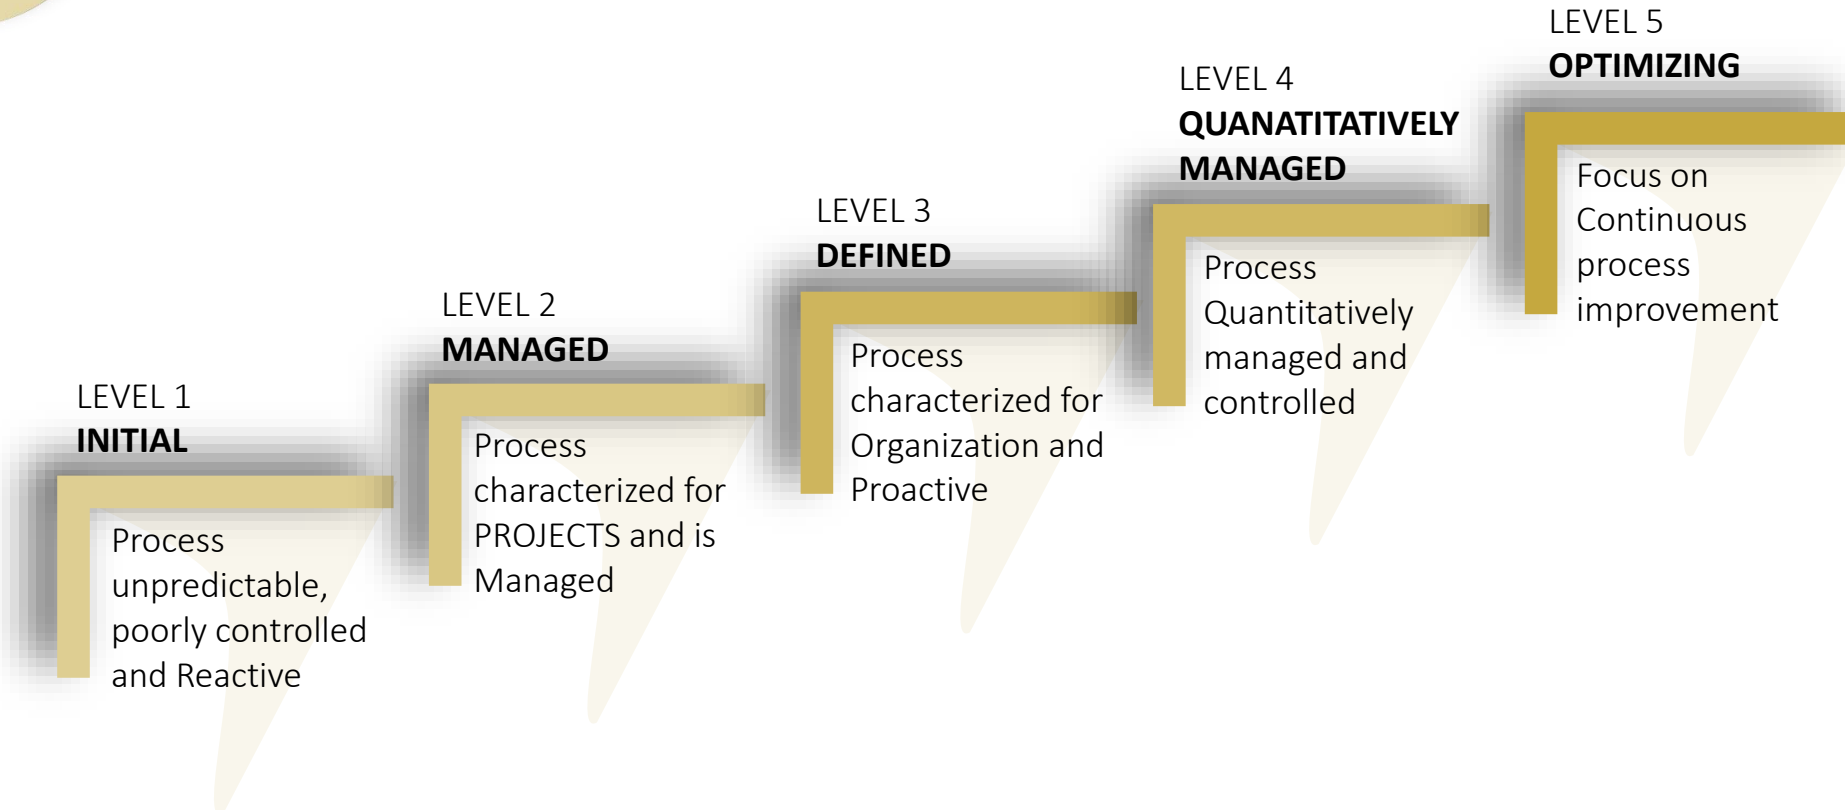 LEVEL 1
INITIAL
Process
unpredictable,
poorly controlled
and Reactive
LEVEL 2
MANAGED
Process
characterized for
PROJECTS and is
Managed
LEVEL 3
DEFINED
Process
characterized for
Organization and
Proactive
LEVEL 4
QUANATITATIVELY
MANAGED
Process
Quantitatively
managed and
controlled
LEVEL 5
OPTIMIZING
Focus on
Continuous
process
improvement